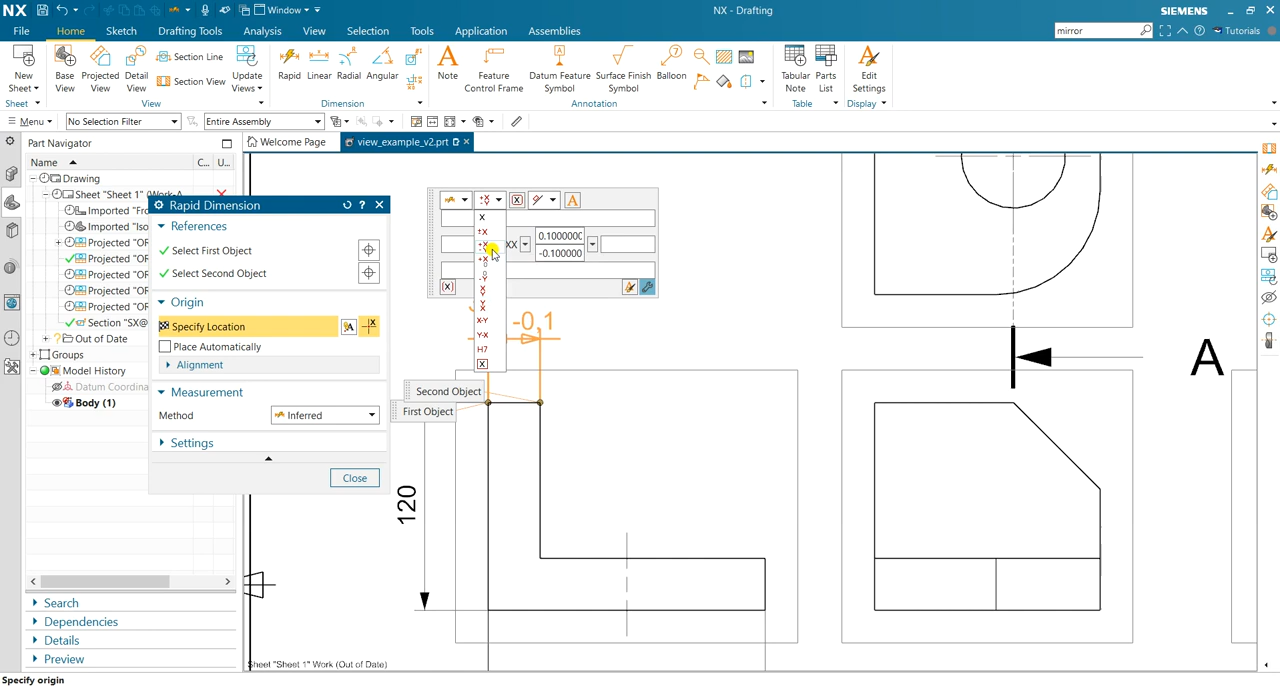 NX
Window
NX - Drafting
SIEMENS
File
Home
Sketch
Drafting Tools
Analysis
View
Selection
Tools
Application
Assemblies
mirror
Tutorials
New Sheet
Base View
Projected View
Detail View
Section Line
Section View
Update Views
Rapid
Linear
Radial
Angular
Note
Feature Control Frame
Datum Feature Symbol
Surface Finish Symbol
Balloon
Tabular Note
Parts List
Edit Settings
Sheet
View
Dimension
Annotation
Table
Display
Menu
No Selection Filter
Entire Assembly
Part Navigator
Welcome Page
view_example_v2.prt
Name
C...
U...
Drawing
Sheet "Sheet 1" (Work-A
Imported "Fro
Imported "Iso
Projected "OR
Projected "OR
Projected "OR
Projected "OR
Projected "OR
Section "SX@
Out of Date
Groups
Model History
Datum Coordina
Body (1)
Rapid Dimension
References
Select First Object
Select Second Object
Origin
Specify Location
Place Automatically
Alignment
Measurement
Method
Inferred
Settings
Close
X
±X
X-Y
Y-X
H7
X
XX
0.100000
-0.100000
(X)
-0,1
Second Object
First Object
120
A
Search
Dependencies
Details
Preview
Sheet "Sheet 1" Work (Out of Date)
Specify origin